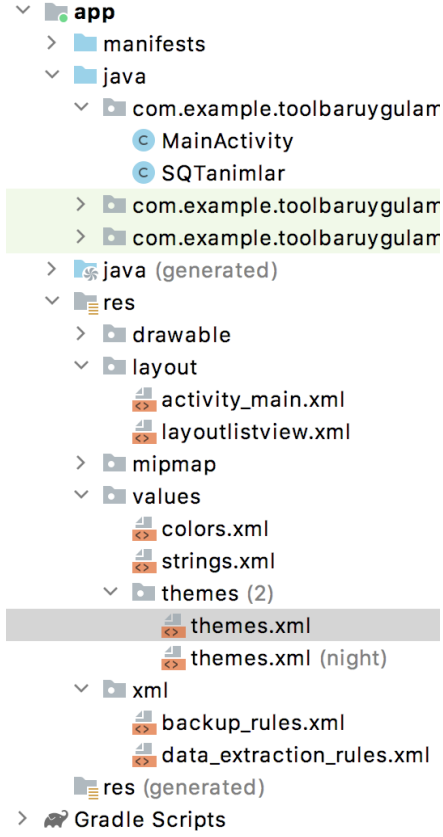 app
manifests
java
com.example.toolbaruygulam
MainActivity
SQTanimlar
com.example.toolbaruygulam
com.example.toolbaruygulam
java (generated)
res
drawable
layout
activity_main.xml
layoutlistview.xml
mipmap
values
colors.xml
strings.xml
themes (2)
themes.xml
themes.xml (night)
xml
backup_rules.xml
data_extraction_rules.xml
res (generated)
Gradle Scripts